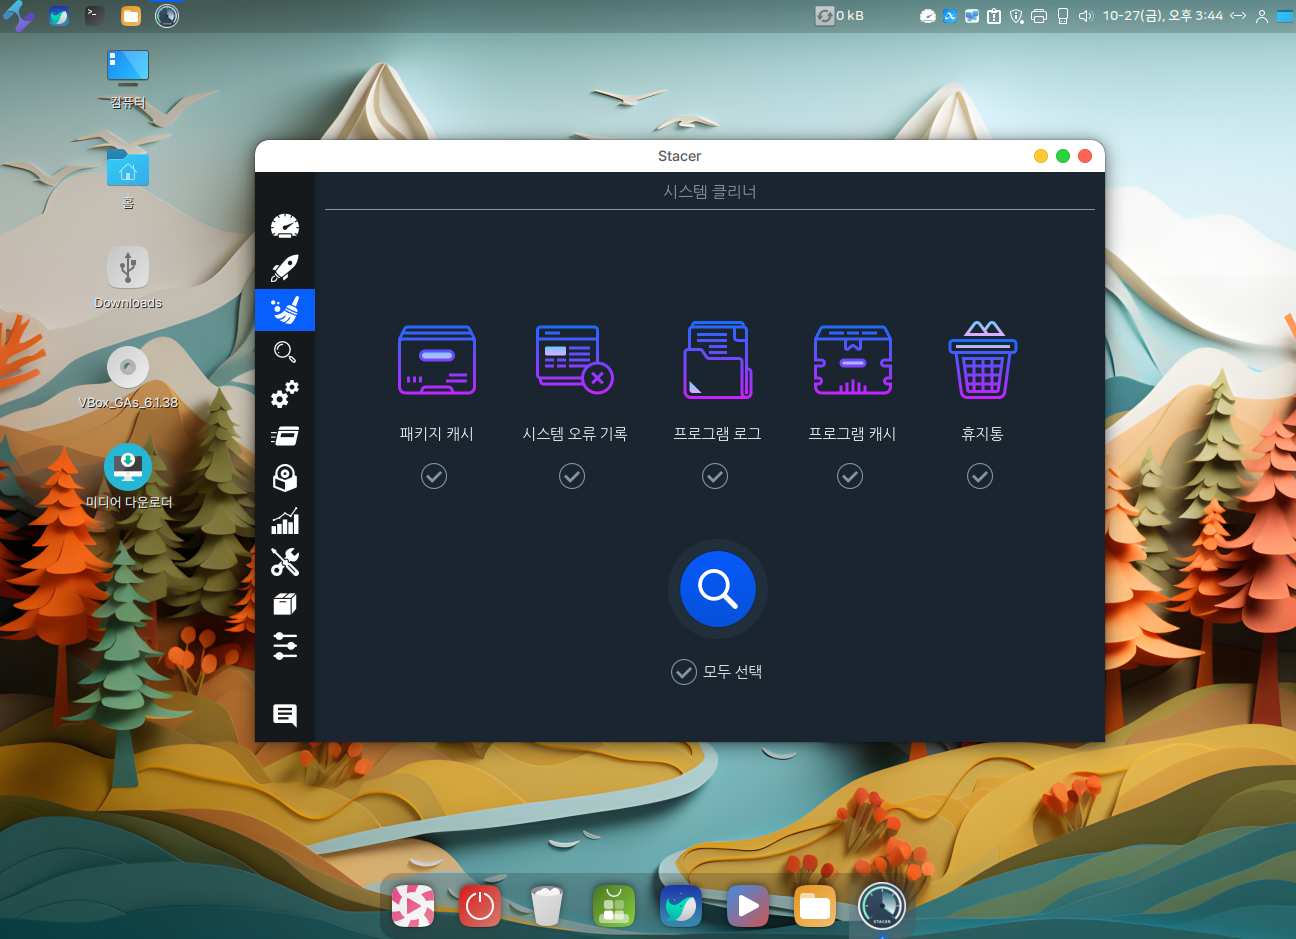 0 kB
10-27(금), 오후 3:44
컴퓨터
홈
Downloads
VBox_GAs_6.1.38
미디어 다운로더
Stacer
시스템 클리너
패키지 캐시
시스템 오류 기록
프로그램 로그
프로그램 캐시
휴지통
모두 선택
STACER